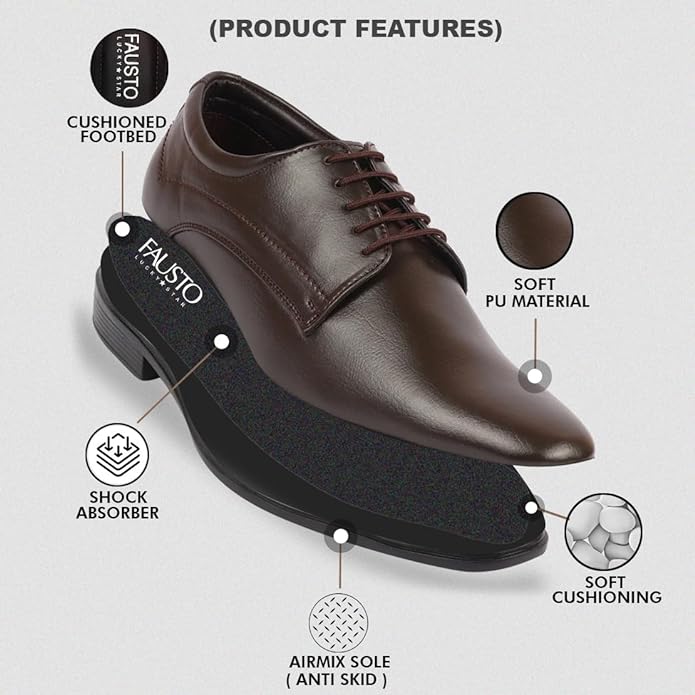 (PRODUCT FEATURES)
FAUSTO
LUCKY★STAR
CUSHIONED
FOOTBED
FAUSTO
LUCKY★STAR
SOFT
PU MATERIAL
SHOCK
ABSORBER
SOFT
CUSHIONING
AIRMIX SOLE
( ANTI SKID )